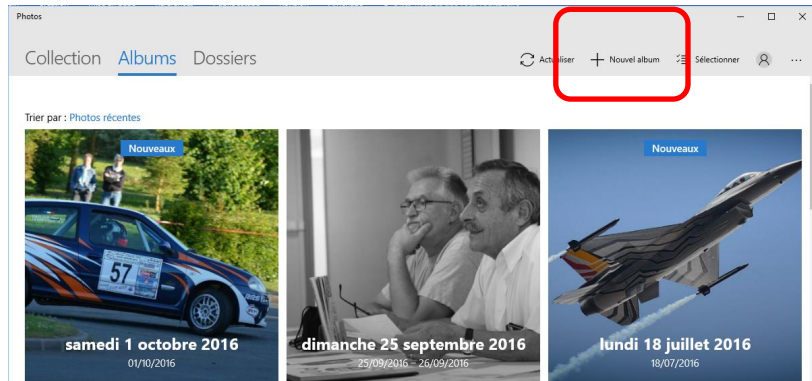 Photos
Collection Albums Dossiers Actualiser Nouvel album Sélectionner
Trier par : Photos récentes
Nouveaux Nouveaux
57
samedi 1 octobre 2016 dimanche 25 septembre 2016 lundi 18 juillet 2016
01/10/2016 25/09/2016 – 26/09/2016 18/07/2016